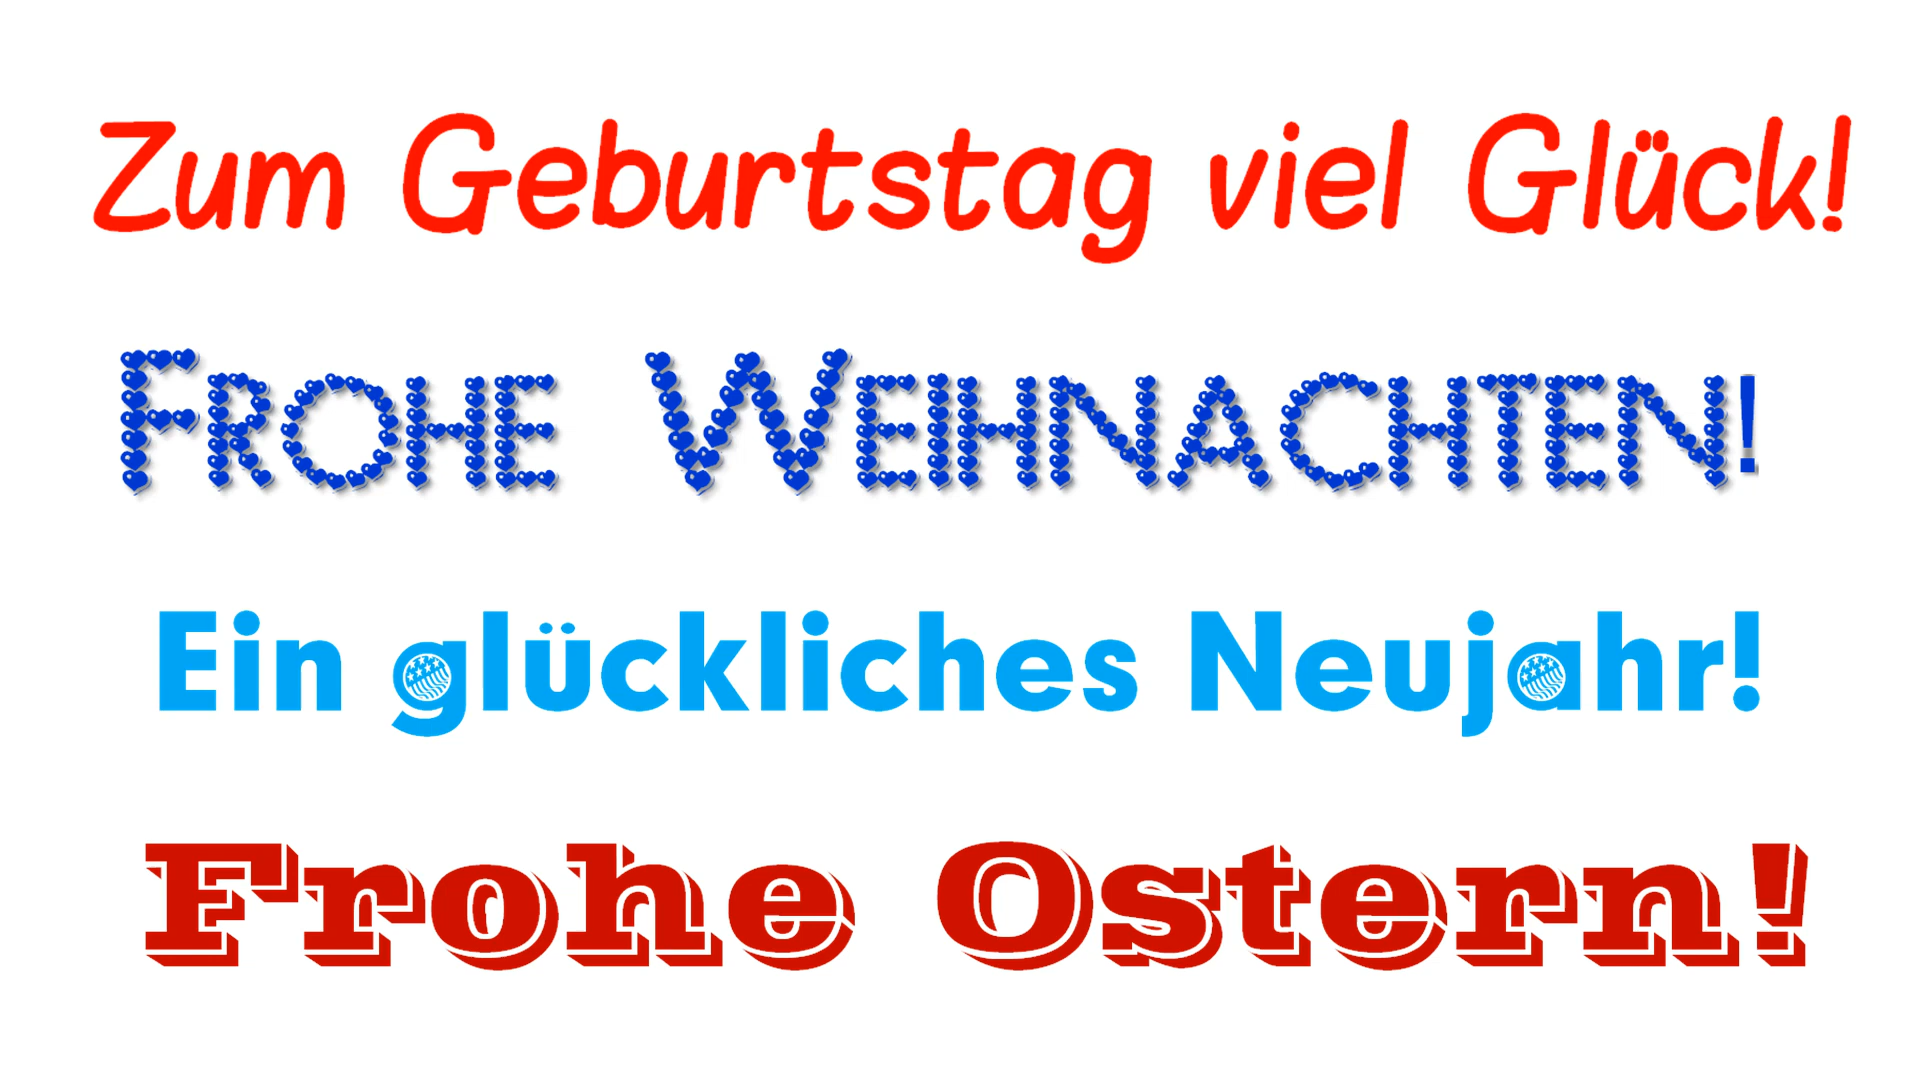 Zum Geburtstag viel Glück!
FROHE WEIHNACHTEN!
Ein glückliches Neujahr!
Frohe Ostern!